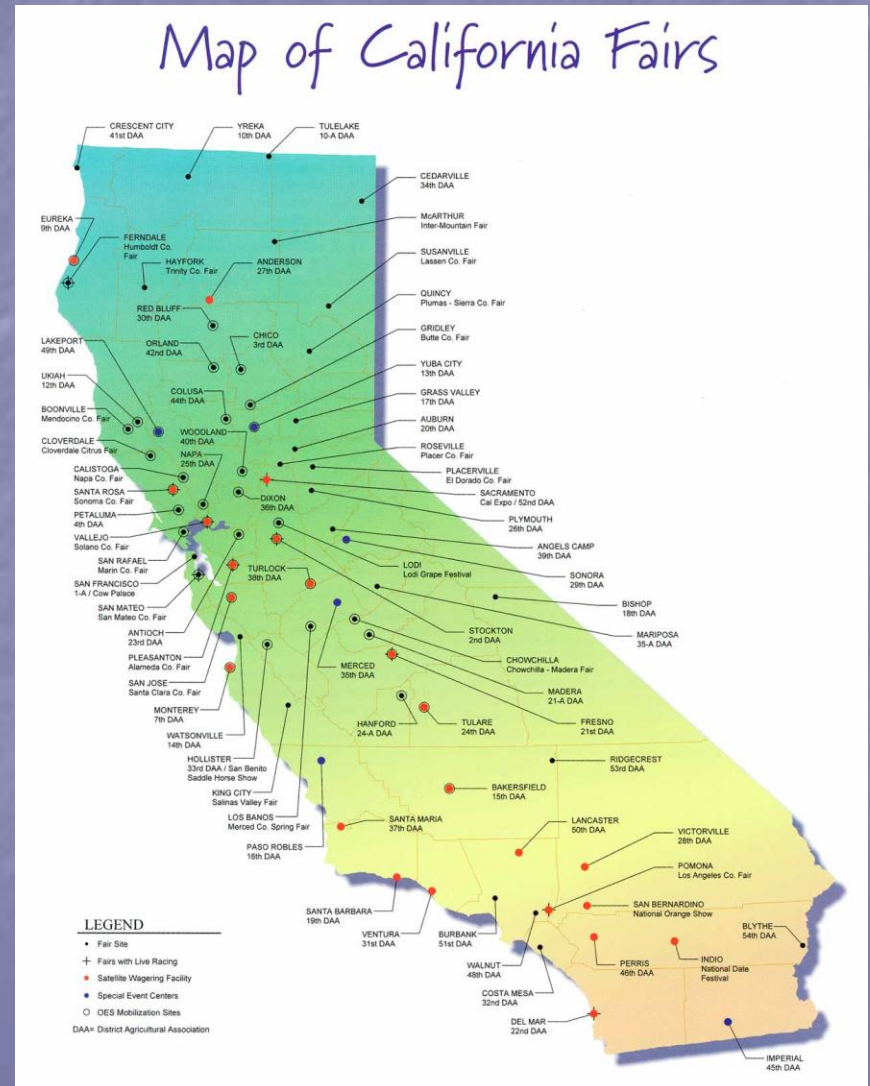 Map of California Fairs
CRESCENT CITY
41st DAA
YREKA
10th DAA
TULELAKE
10-A DAA
CEDARVILLE
34th DAA
McARTHUR
Inter-Mountain Fair
EUREKA
9th DAA
FERNDALE
Humboldt Co.
Fair
HAYFORK
Trinity Co. Fair
ANDERSON
27th DAA
SUSANVILLE
Lassen Co. Fair
QUINCY
Plumas - Sierra Co. Fair
RED BLUFF
30th DAA
GRIDLEY
Butte Co. Fair
LAKEPORT
49th DAA
ORLAND
42nd DAA
CHICO
3rd DAA
YUBA CITY
13th DAA
UKIAH
12th DAA
COLUSA
44th DAA
GRASS VALLEY
17th DAA
BOONVILLE
Mendocino Co. Fair
WOODLAND
40th DAA
AUBURN
20th DAA
CLOVERDALE
Cloverdale Citrus Fair
NAPA
25th DAA
ROSEVILLE
Placer Co. Fair
CALISTOGA
Napa Co. Fair
PLACERVILLE
El Dorado Co. Fair
SANTA ROSA
Sonoma Co. Fair
DIXON
36th DAA
SACRAMENTO
Cal Expo / 52nd DAA
PETALUMA
4th DAA
PLYMOUTH
26th DAA
VALLEJO
Solano Co. Fair
ANGELS CAMP
39th DAA
SAN RAFAEL
Marin Co. Fair
LODI
Lodi Grape Festival
TURLOCK
38th DAA
SONORA
29th DAA
SAN FRANCISCO
1-A / Cow Palace
SAN MATEO
San Mateo Co. Fair
BISHOP
18th DAA
ANTIOCH
23rd DAA
STOCKTON
2nd DAA
MARIPOSA
35-A DAA
PLEASANTON
Alameda Co. Fair
MERCED
35th DAA
CHOWCHILLA
Chowchilla - Madera Fair
SAN JOSE
Santa Clara Co. Fair
MADERA
21-A DAA
MONTEREY
7th DAA
HANFORD
24-A DAA
TULARE
24th DAA
FRESNO
21st DAA
WATSONVILLE
14th DAA
HOLLISTER
33rd DAA / San Benito
Saddle Horse Show
RIDGECREST
53rd DAA
KING CITY
Salinas Valley Fair
BAKERSFIELD
15th DAA
LOS BANOS
Merced Co. Spring Fair
SANTA MARIA
37th DAA
LANCASTER
50th DAA
VICTORVILLE
28th DAA
PASO ROBLES
16th DAA
POMONA
Los Angeles Co. Fair
SAN BERNARDINO
National Orange Show
SANTA BARBARA
19th DAA
BLYTHE
54th DAA
VENTURA
31st DAA
BURBANK
51st DAA
WALNUT
48th DAA
PERRIS
46th DAA
INDIO
National Date
Festival
COSTA MESA
32nd DAA
DEL MAR
22nd DAA
IMPERIAL
45th DAA
LEGEND
Fair Site
Fairs with Live Racing
Satellite Wagering Facility
Special Event Centers
OES Mobilization Sites
DAA= District Agricultural Association